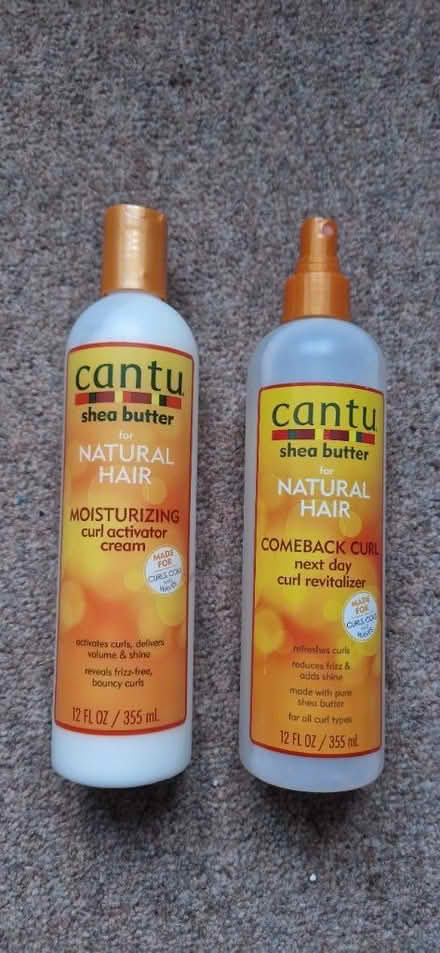 cantu
shea butter
for
NATURAL
HAIR
MOISTURIZING
curl activator
cream
MADE
FOR
CURLS, COILS
and
WAVES
activates curls, delivers
volume & shine
reveals frizz-free,
bouncy curls
12 FL OZ / 355 mL
cantu
shea butter
for
NATURAL
HAIR
COMEBACK CURL
next day
curl revitalizer
MADE
FOR
CURLS, COILS
and
WAVES
refreshes curls
reduces frizz &
adds shine
made with pure
shea butter
for all curl types
12 FL OZ / 355 mL